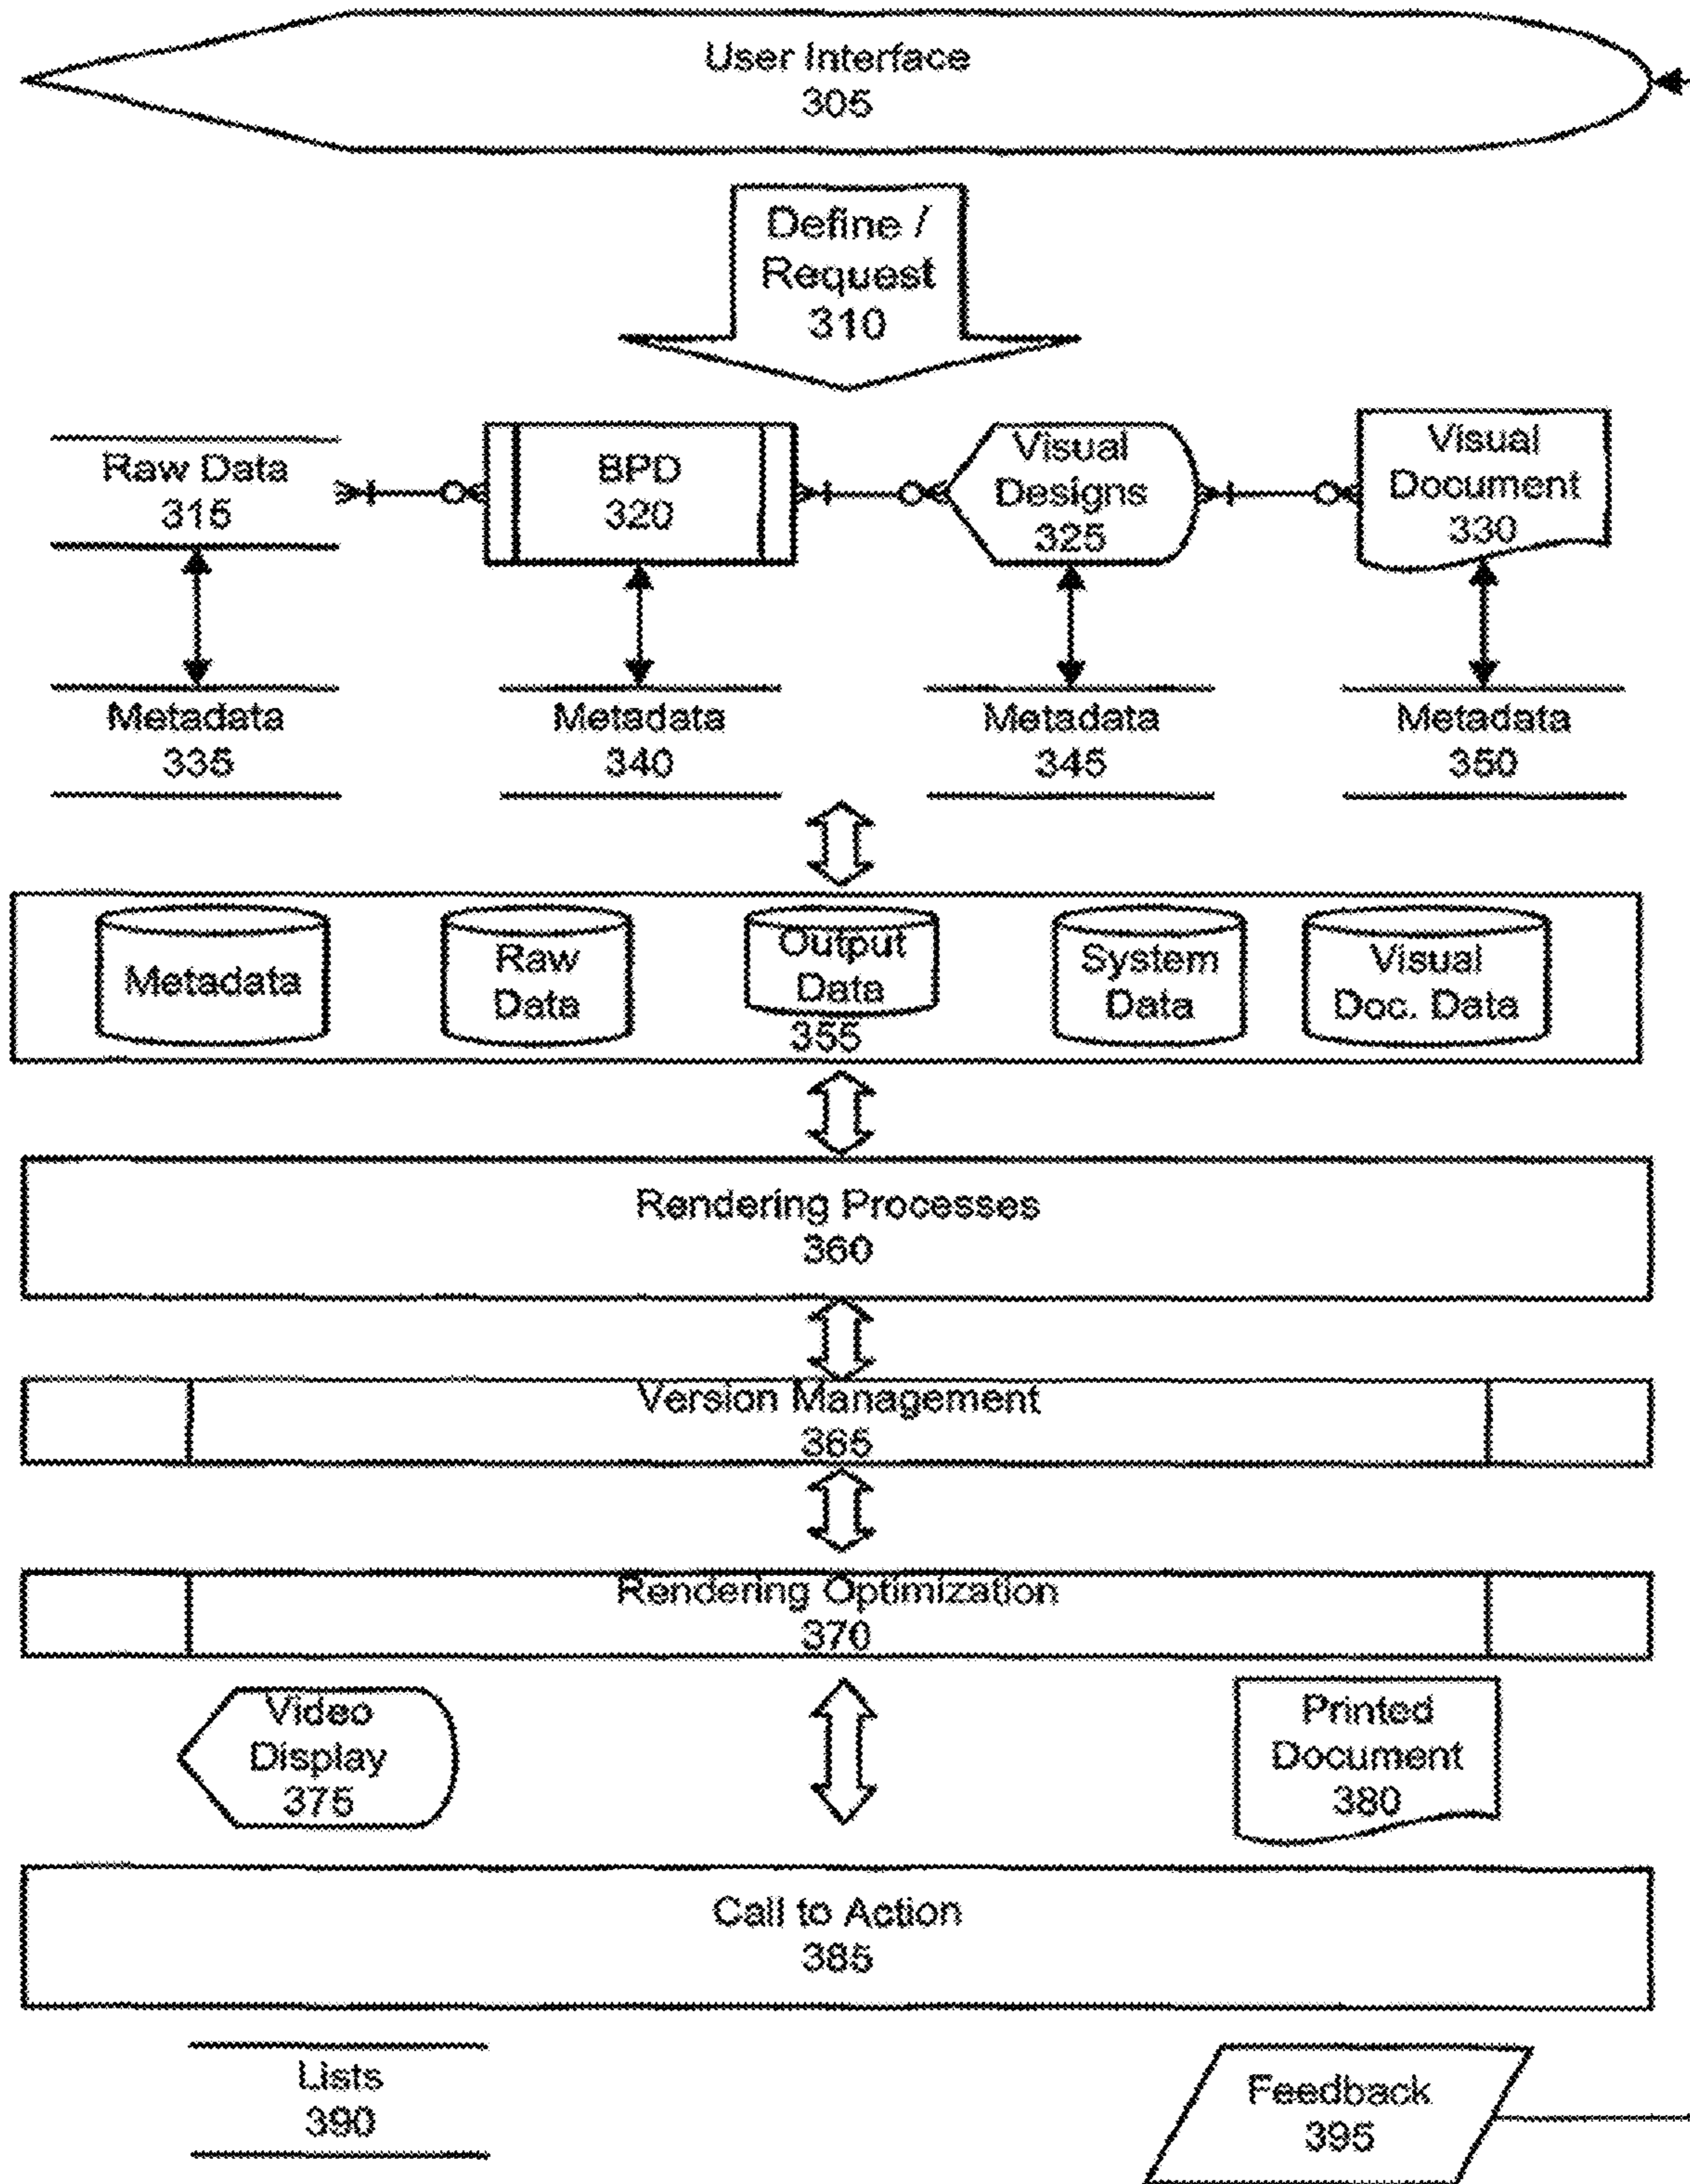 User Interface
305
Define /
Request
310
Raw Data
315
BPD
320
Visual
Designs
325
Visual
Document
330
Metadata
335
Metadata
340
Metadata
345
Metadata
350
Metadata
Raw
Data
Output
Data
355
System
Data
Visual
Doc. Data
Rendering Processes
360
Version Management
365
Rendering Optimization
370
Video
Display
375
Printed
Document
380
Call to Action
385
Lists
390
Feedback
395